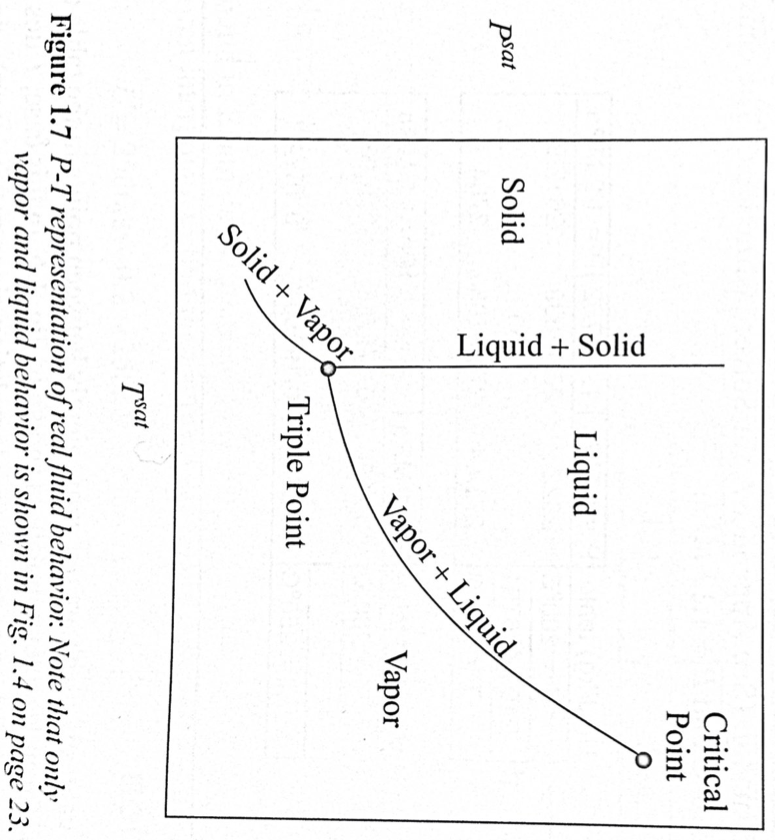 P^sat
Critical
Point
Solid
Liquid + Solid
Liquid
Vapor + Liquid
Vapor
Solid + Vapor
Triple Point
T^sat
Figure 1.7 P-T representation of real fluid behavior. Note that only
vapor and liquid behavior is shown in Fig. 1.4 on page 23.